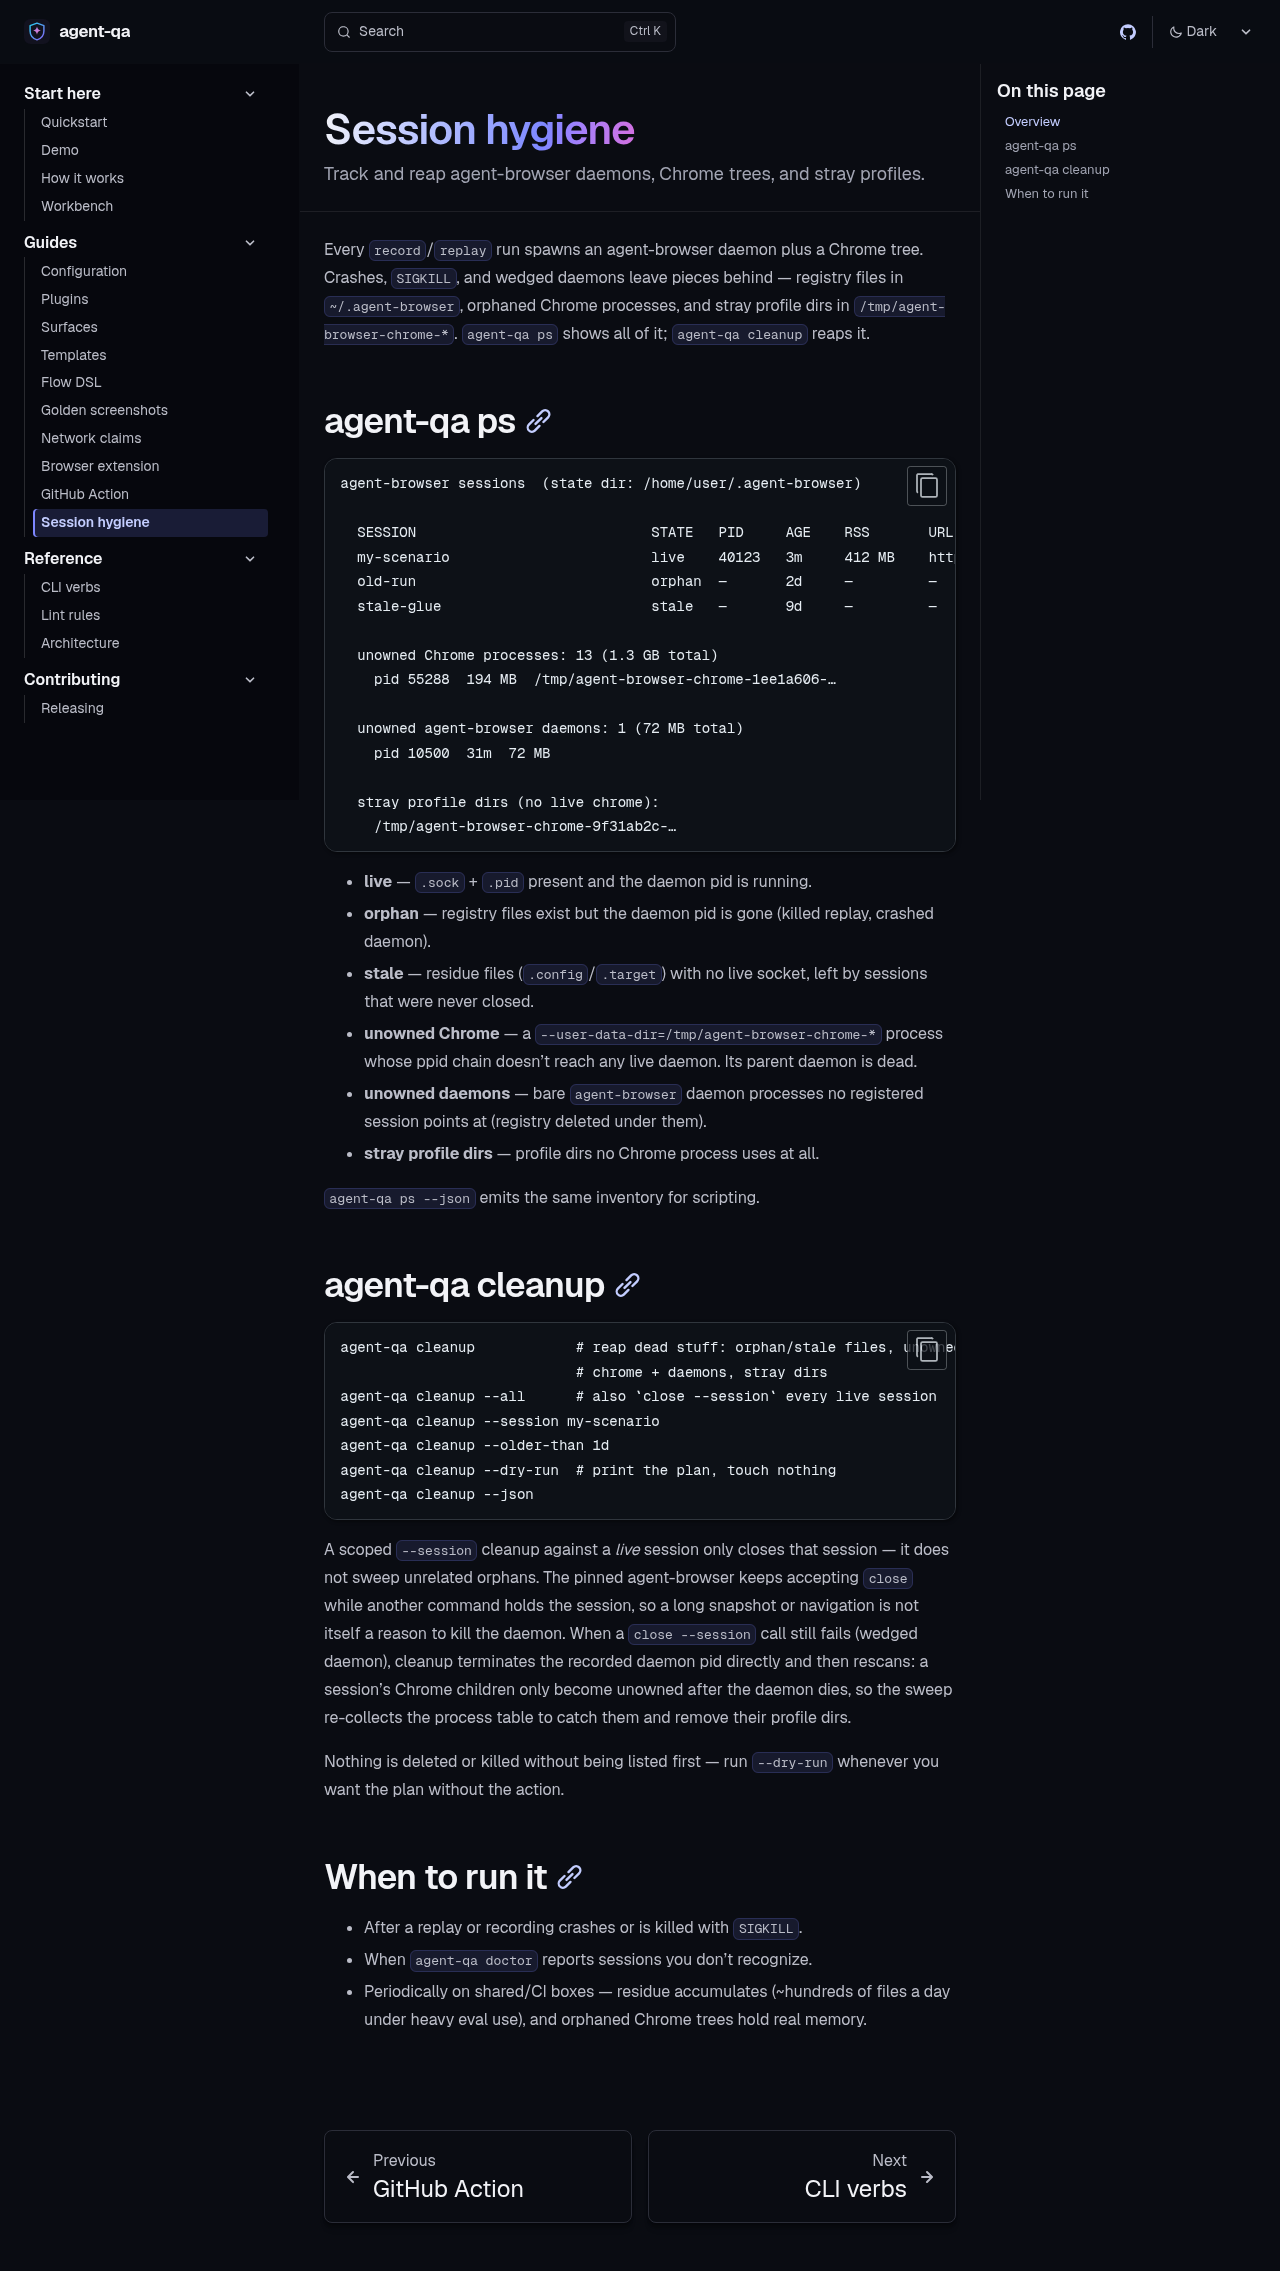 agent-qa
Search
Ctrl K
Dark
Start here
Quickstart
Demo
How it works
Workbench
Guides
Configuration
Plugins
Surfaces
Templates
Flow DSL
Golden screenshots
Network claims
Browser extension
GitHub Action
Session hygiene
Reference
CLI verbs
Lint rules
Architecture
Contributing
Releasing
Session hygiene
Track and reap agent-browser daemons, Chrome trees, and stray profiles.
Every record/replay run spawns an agent-browser daemon plus a Chrome tree.
Crashes, SIGKILL, and wedged daemons leave pieces behind — registry files in
~/.agent-browser, orphaned Chrome processes, and stray profile dirs in /tmp/agent-
browser-chrome-*. agent-qa ps shows all of it; agent-qa cleanup reaps it.
agent-qa ps
agent-browser sessions  (state dir: /home/user/.agent-browser)
SESSION STATE PID AGE RSS URL
my-scenario live 40123 3m 412 MB htt
old-run orphan — 2d — —
stale-glue stale — 9d — —
unowned Chrome processes: 13 (1.3 GB total)
pid 55288  194 MB  /tmp/agent-browser-chrome-1ee1a606-…
unowned agent-browser daemons: 1 (72 MB total)
pid 10500  31m  72 MB
stray profile dirs (no live chrome):
/tmp/agent-browser-chrome-9f31ab2c-…
• live — .sock + .pid present and the daemon pid is running.
• orphan — registry files exist but the daemon pid is gone (killed replay, crashed
daemon).
• stale — residue files (.config/.target) with no live socket, left by sessions
that were never closed.
• unowned Chrome — a --user-data-dir=/tmp/agent-browser-chrome-* process
whose ppid chain doesn’t reach any live daemon. Its parent daemon is dead.
• unowned daemons — bare agent-browser daemon processes no registered
session points at (registry deleted under them).
• stray profile dirs — profile dirs no Chrome process uses at all.
agent-qa ps --json emits the same inventory for scripting.
agent-qa cleanup
agent-qa cleanup            # reap dead stuff: orphan/stale files, unowne
# chrome + daemons, stray dirs
agent-qa cleanup --all      # also `close --session` every live session
agent-qa cleanup --session my-scenario
agent-qa cleanup --older-than 1d
agent-qa cleanup --dry-run  # print the plan, touch nothing
agent-qa cleanup --json
A scoped --session cleanup against a live session only closes that session — it does
not sweep unrelated orphans. The pinned agent-browser keeps accepting close
while another command holds the session, so a long snapshot or navigation is not
itself a reason to kill the daemon. When a close --session call still fails (wedged
daemon), cleanup terminates the recorded daemon pid directly and then rescans: a
session’s Chrome children only become unowned after the daemon dies, so the sweep
re-collects the process table to catch them and remove their profile dirs.
Nothing is deleted or killed without being listed first — run --dry-run whenever you
want the plan without the action.
When to run it
• After a replay or recording crashes or is killed with SIGKILL.
• When agent-qa doctor reports sessions you don’t recognize.
• Periodically on shared/CI boxes — residue accumulates (~hundreds of files a day
under heavy eval use), and orphaned Chrome trees hold real memory.
Previous
GitHub Action
Next
CLI verbs
On this page
Overview
agent-qa ps
agent-qa cleanup
When to run it